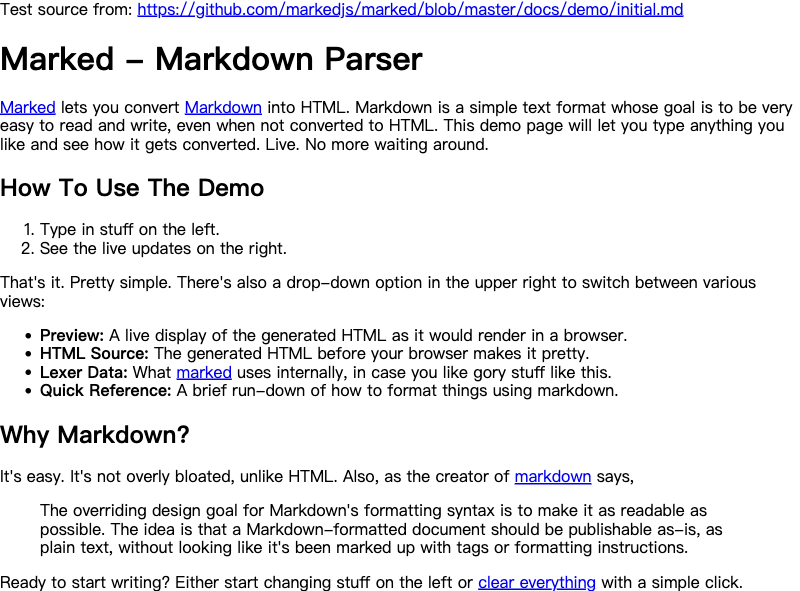 Test source from: https://github.com/markedjs/marked/blob/master/docs/demo/initial.md
Marked – Markdown Parser
Marked lets you convert Markdown into HTML. Markdown is a simple text format whose goal is to be very
easy to read and write, even when not converted to HTML. This demo page will let you type anything you
like and see how it gets converted. Live. No more waiting around.
How To Use The Demo
1. Type in stuff on the left.
2. See the live updates on the right.
That's it. Pretty simple. There's also a drop-down option in the upper right to switch between various
views:
• Preview: A live display of the generated HTML as it would render in a browser.
• HTML Source: The generated HTML before your browser makes it pretty.
• Lexer Data: What marked uses internally, in case you like gory stuff like this.
• Quick Reference: A brief run-down of how to format things using markdown.
Why Markdown?
It's easy. It's not overly bloated, unlike HTML. Also, as the creator of markdown says,
The overriding design goal for Markdown's formatting syntax is to make it as readable as
possible. The idea is that a Markdown-formatted document should be publishable as-is, as
plain text, without looking like it's been marked up with tags or formatting instructions.
Ready to start writing? Either start changing stuff on the left or clear everything with a simple click.